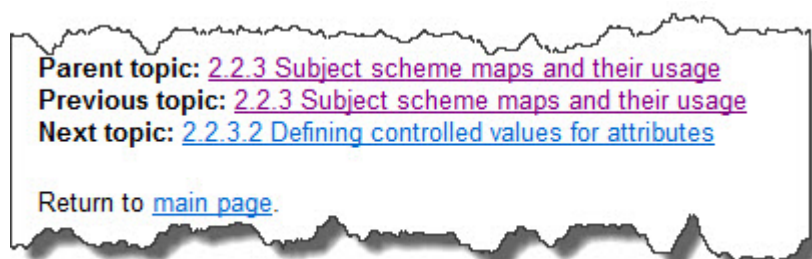 Parent topic: 2.2.3 Subject scheme maps and their usage
Previous topic: 2.2.3 Subject scheme maps and their usage
Next topic: 2.2.3.2 Defining controlled values for attributes
Return to main page.